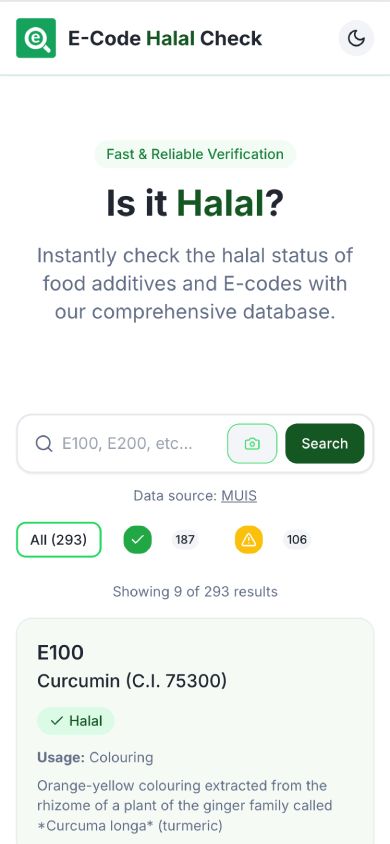 E-Code Halal Check
Fast & Reliable Verification
Is it Halal?
Instantly check the halal status of
food additives and E-codes with
our comprehensive database.
E100, E200, etc...
Search
Data source: MUIS
All (293)
187
106
Showing 9 of 293 results
E100
Curcumin (C.I. 75300)
Halal
Usage: Colouring
Orange-yellow colouring extracted from the
rhizome of a plant of the ginger family called
*Curcuma longa* (turmeric)